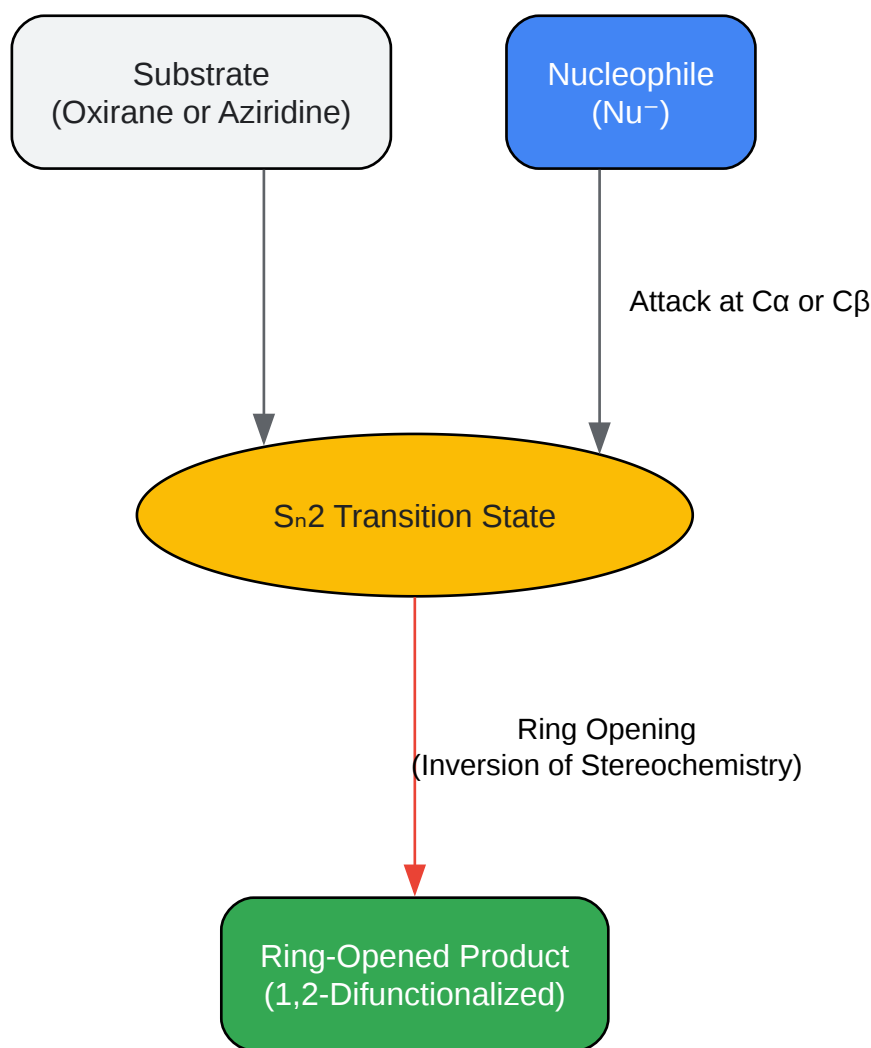 Substrate
(Oxirane or Aziridine)
Nucleophile
(Nu⁻)
Attack at Cα or Cβ
Sₙ2 Transition State
Ring Opening
(Inversion of Stereochemistry)
Ring-Opened Product
(1,2-Difunctionalized)